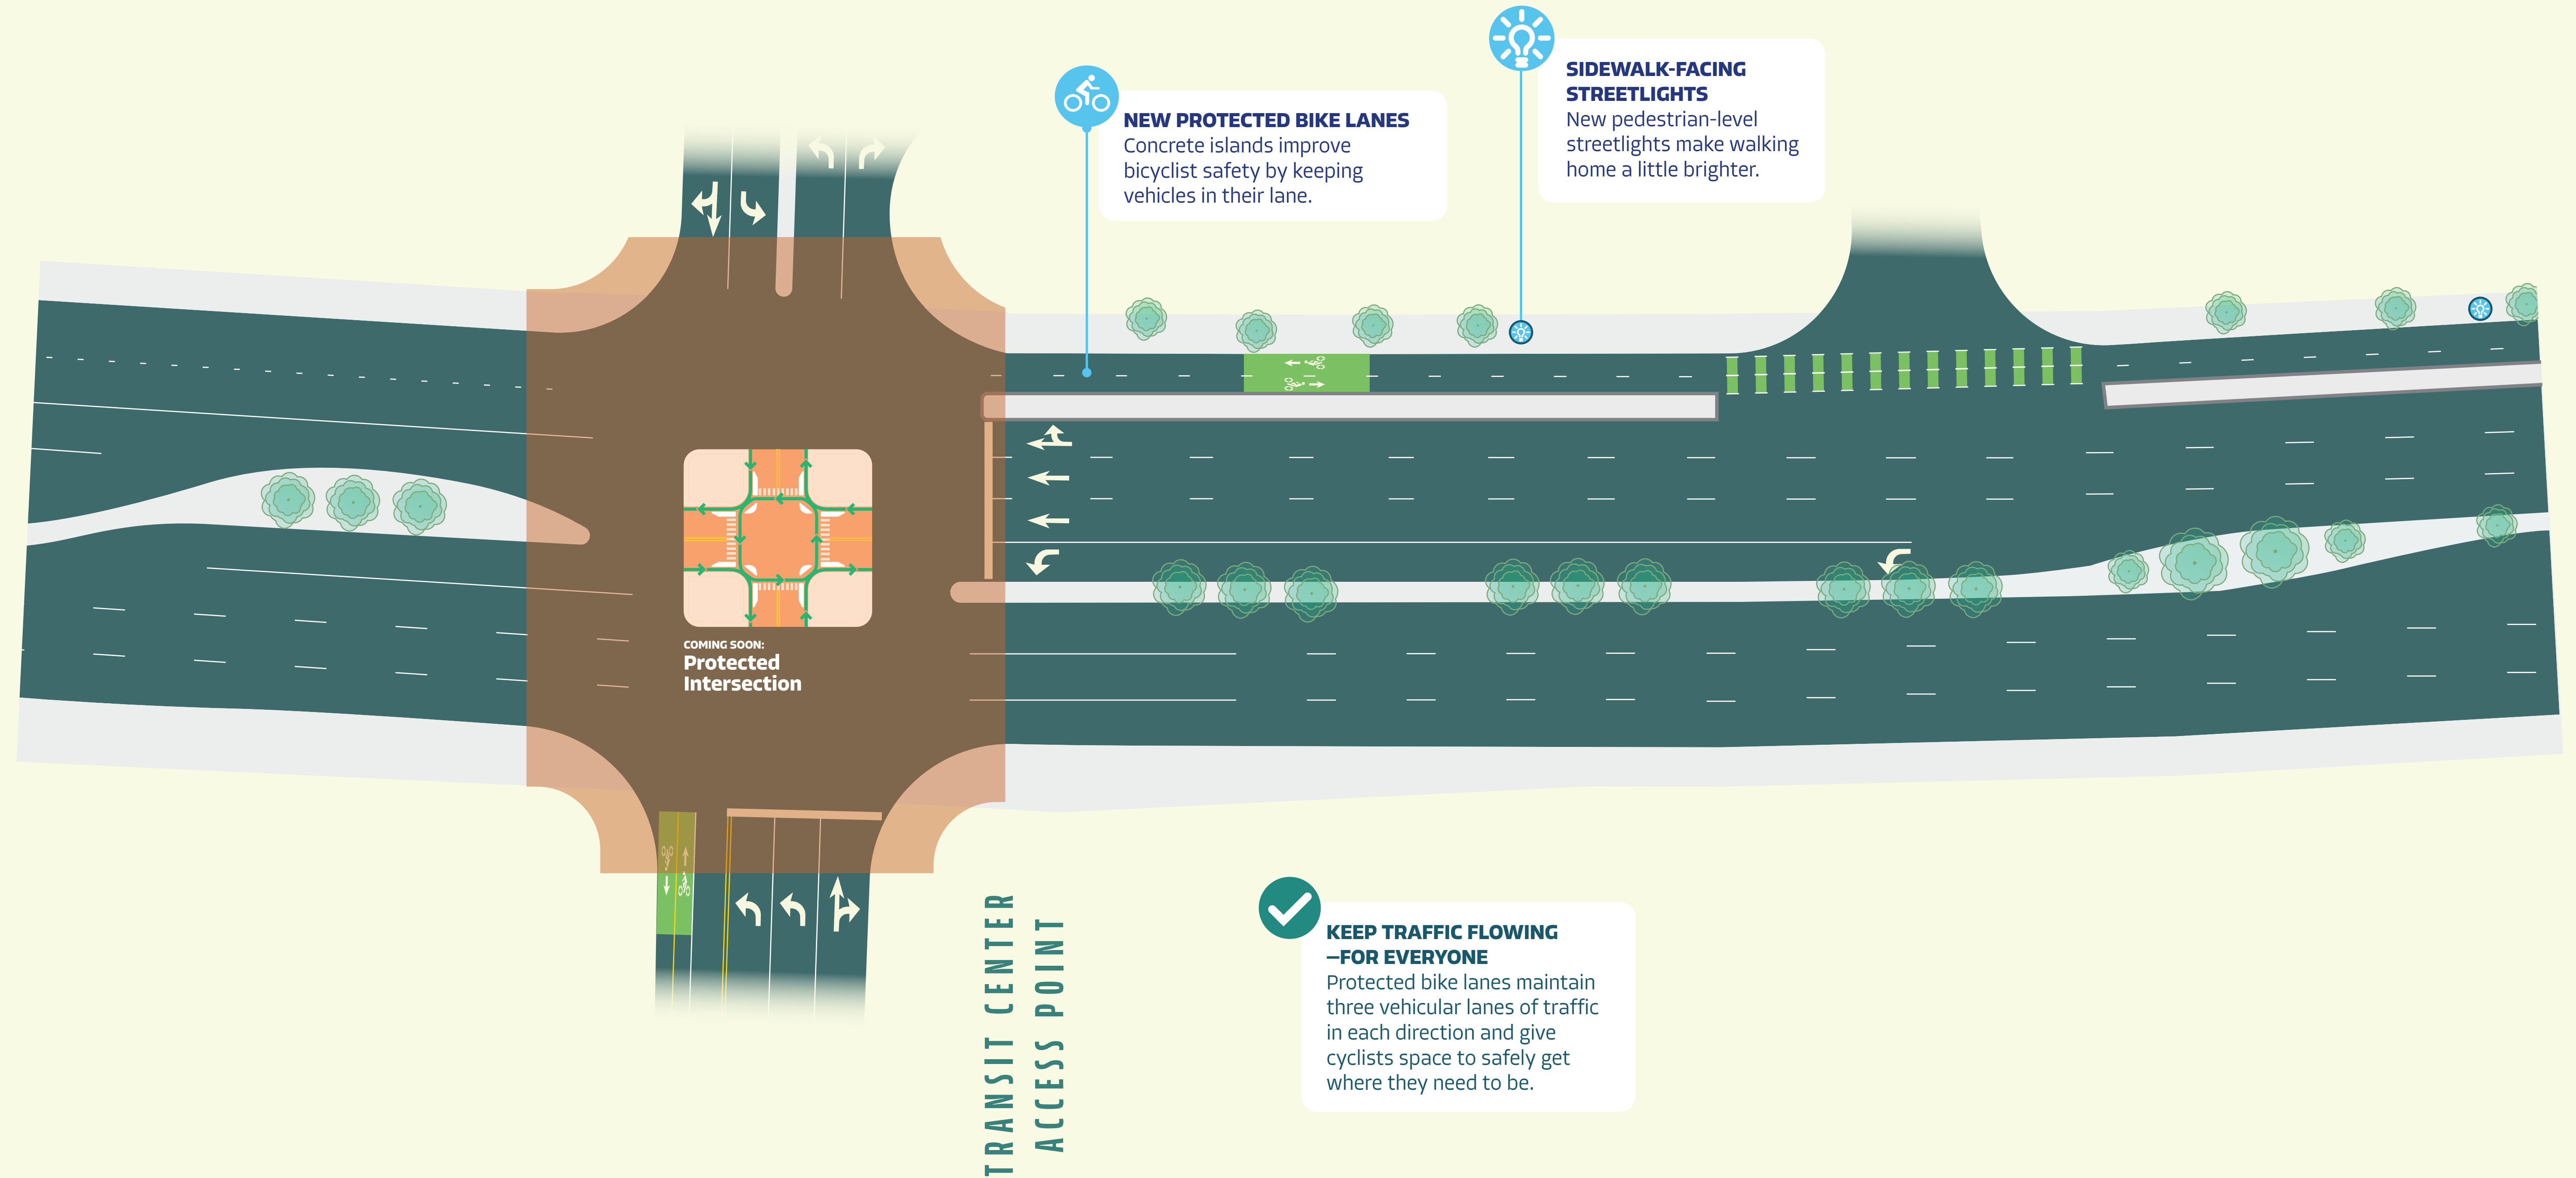 NEW PROTECTED BIKE LANES
Concrete islands improve
bicyclist safety by keeping
vehicles in their lane.
SIDEWALK-FACING
STREETLIGHTS
New pedestrian-level
streetlights make walking
home a little brighter.
COMING SOON:
Protected
Intersection
TRANSIT CENTER
ACCESS POINT
KEEP TRAFFIC FLOWING
–FOR EVERYONE
Protected bike lanes maintain
three vehicular lanes of traffic
in each direction and give
cyclists space to safely get
where they need to be.